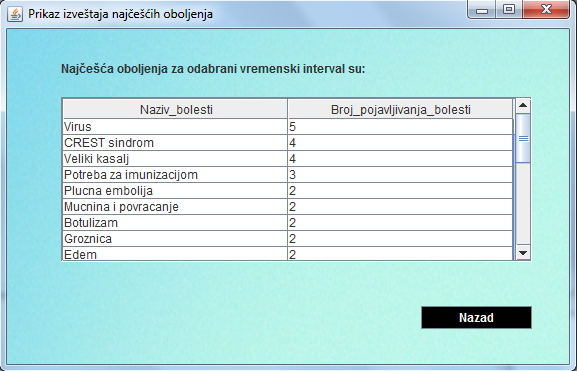 Prikaz izveštaja najčešćih oboljenja
Najčešća oboljenja za odabrani vremenski interval su:
Naziv_bolesti Broj_pojavljivanja_bolesti
Virus 5
CREST sindrom 4
Veliki kasalj 4
Potreba za imunizacijom 3
Plucna embolija 2
Mucnina i povracanje 2
Botulizam 2
Groznica 2
Edem 2
Nazad